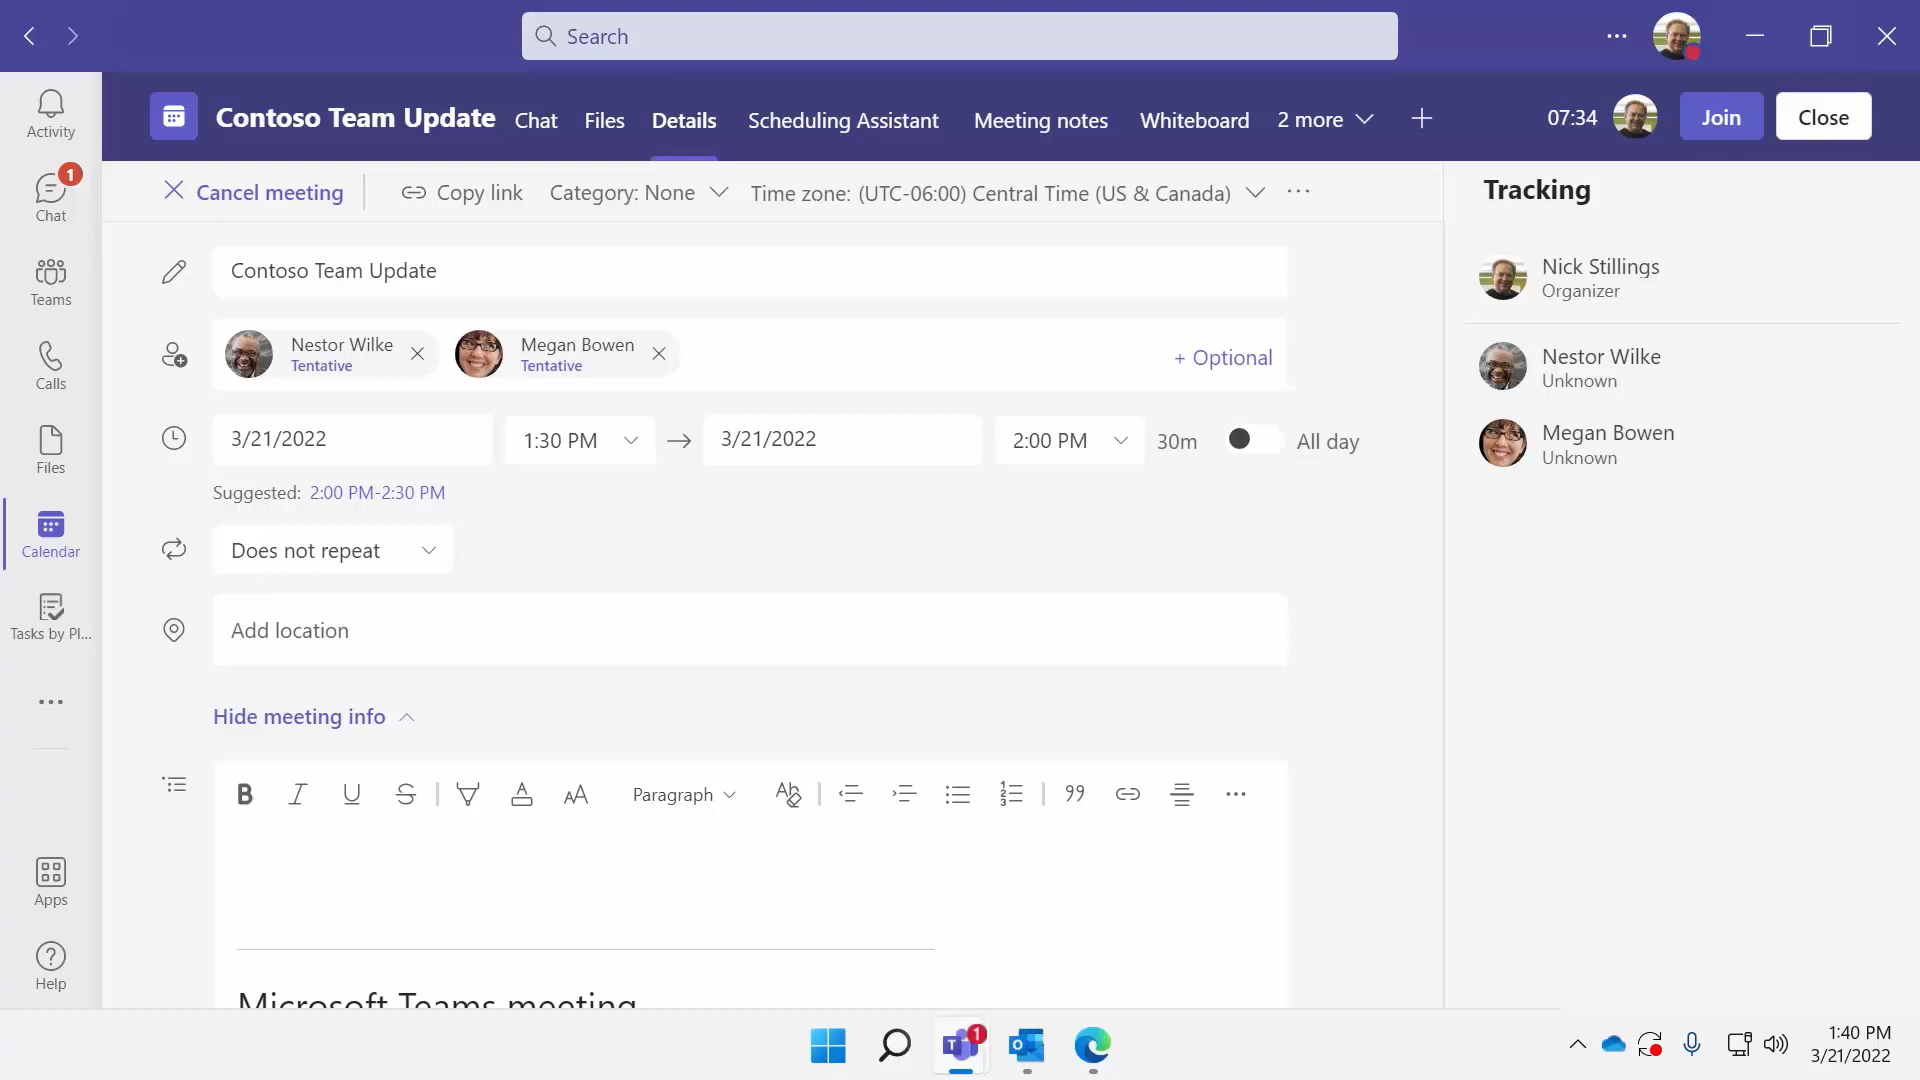 Search
Activity
1
Chat
Teams
Calls
Files
Calendar
Tasks by Pl...
Apps
Help
Contoso Team Update
Chat
Files
Details
Scheduling Assistant
Meeting notes
Whiteboard
2 more
07:34
Join
Close
Cancel meeting
Copy link
Category: None
Time zone: (UTC-06:00) Central Time (US & Canada)
Contoso Team Update
Nestor Wilke
Tentative
Megan Bowen
Tentative
+ Optional
3/21/2022
1:30 PM
3/21/2022
2:00 PM
30m
All day
Suggested: 2:00 PM-2:30 PM
Does not repeat
Add location
Hide meeting info
Paragraph
Microsoft Teams meeting
Tracking
Nick Stillings
Organizer
Nestor Wilke
Unknown
Megan Bowen
Unknown
1
1:40 PM
3/21/2022